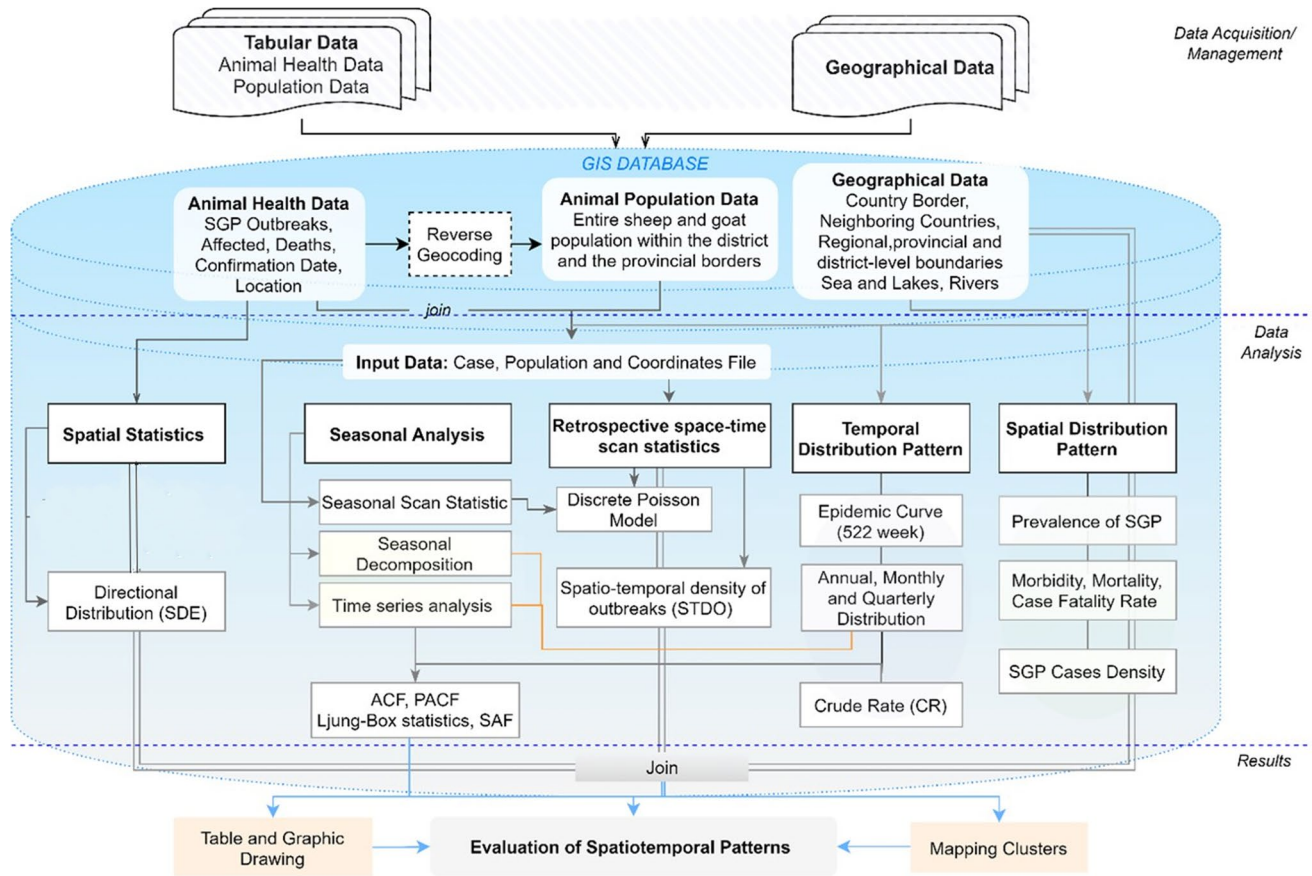 Tabular Data
Animal Health Data
Population Data
Geographical Data
Data Acquisition/
Management
GIS DATABASE
Animal Health Data
SGP Outbreaks,
Affected, Deaths,
Confirmation Date,
Location
Reverse
Geocoding
Animal Population Data
Entire sheep and goat
population within the district
and the provincial borders
Geographical Data
Country Border,
Neighboring Countries,
Regional,provincial and
district-level boundaries
Sea and Lakes, Rivers
join
Data
Analysis
Input Data: Case, Population and Coordinates File
Spatial Statistics
Directional
Distribution (SDE)
Seasonal Analysis
Seasonal Scan Statistic
Seasonal
Decomposition
Time series analysis
ACF, PACF
Ljung-Box statistics, SAF
Retrospective space-time
scan statistics
Discrete Poisson
Model
Spatio-temporal density of
outbreaks (STDO)
Temporal
Distribution Pattern
Epidemic Curve
(522 week)
Annual, Monthly
and Quarterly
Distribution
Crude Rate (CR)
Spatial Distribution
Pattern
Prevalence of SGP
Morbidity, Mortality,
Case Fatality Rate
SGP Cases Density
Results
Join
Table and Graphic
Drawing
Evaluation of Spatiotemporal Patterns
Mapping Clusters